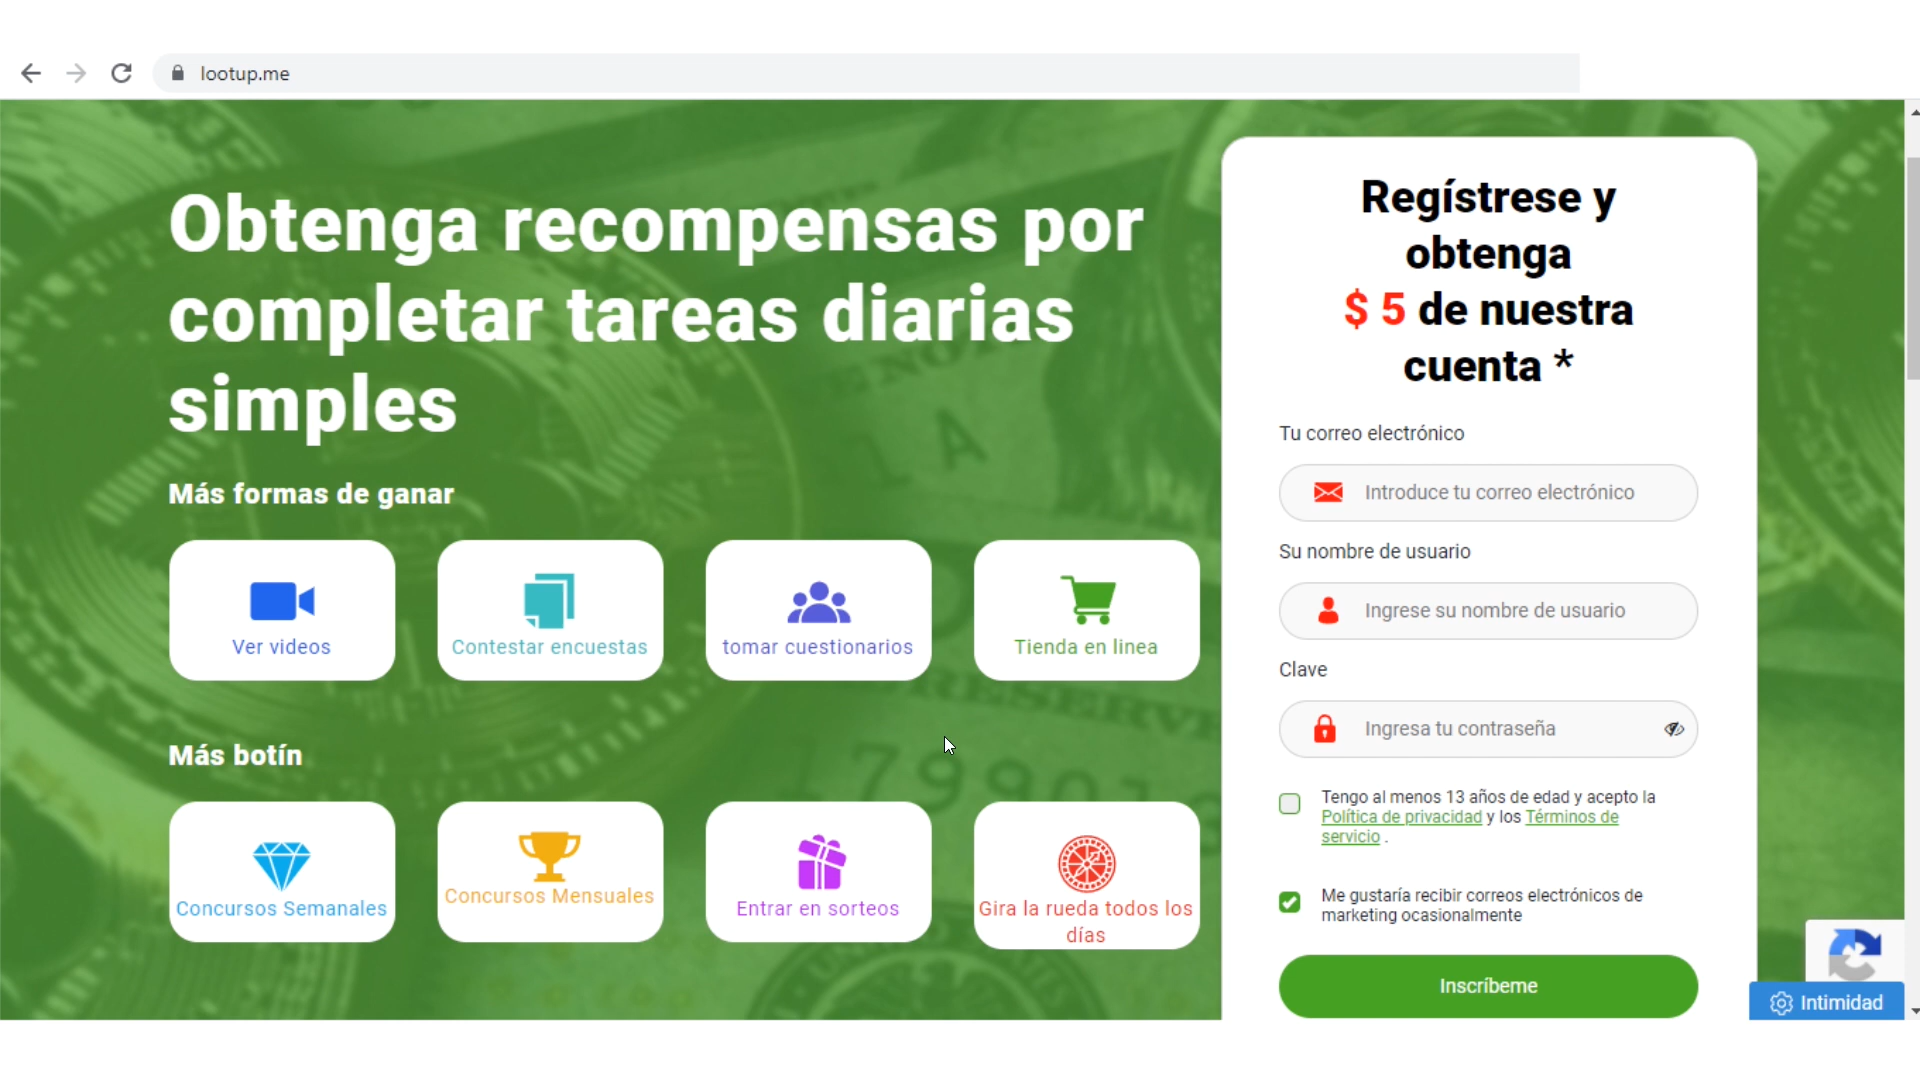 lootup.me
Obtenga recompensas por
completar tareas diarias
simples
Más formas de ganar
Ver videos
Contestar encuestas
tomar cuestionarios
Tienda en linea
Más botín
Concursos Semanales
Concursos Mensuales
Entrar en sorteos
Gira la rueda todos los
días
Regístrese y
obtenga
$ 5 de nuestra
cuenta *
Tu correo electrónico
Introduce tu correo electrónico
Su nombre de usuario
Ingrese su nombre de usuario
Clave
Ingresa tu contraseña
Tengo al menos 13 años de edad y acepto la
Política de privacidad y los Términos de
servicio .
Me gustaría recibir correos electrónicos de
marketing ocasionalmente
Inscríbeme
Intimidad